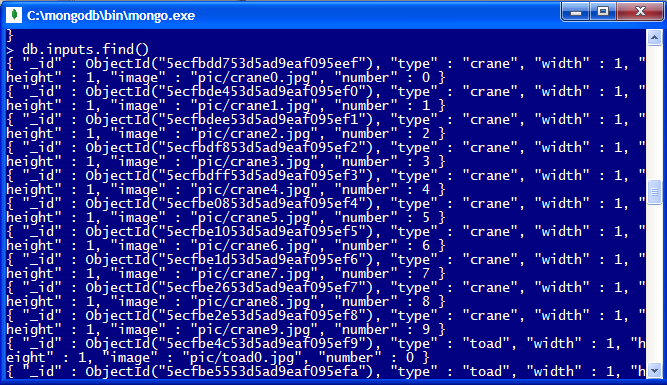 C:\mongodb\bin\mongo.exe
}
> db.inputs.find()
{ "_id" : ObjectId("5ecfbdd753d5ad9eaf095eef"), "type" : "crane", "width" : 1, "
height" : 1, "image" : "pic/crane0.jpg", "number" : 0 }
{ "_id" : ObjectId("5ecfbde453d5ad9eaf095ef0"), "type" : "crane", "width" : 1, "
height" : 1, "image" : "pic/crane1.jpg", "number" : 1 }
{ "_id" : ObjectId("5ecfbdee53d5ad9eaf095ef1"), "type" : "crane", "width" : 1, "
height" : 1, "image" : "pic/crane2.jpg", "number" : 2 }
{ "_id" : ObjectId("5ecfbdf853d5ad9eaf095ef2"), "type" : "crane", "width" : 1, "
height" : 1, "image" : "pic/crane3.jpg", "number" : 3 }
{ "_id" : ObjectId("5ecfbdff53d5ad9eaf095ef3"), "type" : "crane", "width" : 1, "
height" : 1, "image" : "pic/crane4.jpg", "number" : 4 }
{ "_id" : ObjectId("5ecfbe0853d5ad9eaf095ef4"), "type" : "crane", "width" : 1, "
height" : 1, "image" : "pic/crane5.jpg", "number" : 5 }
{ "_id" : ObjectId("5ecfbe1053d5ad9eaf095ef5"), "type" : "crane", "width" : 1, "
height" : 1, "image" : "pic/crane6.jpg", "number" : 6 }
{ "_id" : ObjectId("5ecfbe1d53d5ad9eaf095ef6"), "type" : "crane", "width" : 1, "
height" : 1, "image" : "pic/crane7.jpg", "number" : 7 }
{ "_id" : ObjectId("5ecfbe2653d5ad9eaf095ef7"), "type" : "crane", "width" : 1, "
height" : 1, "image" : "pic/crane8.jpg", "number" : 8 }
{ "_id" : ObjectId("5ecfbe2e53d5ad9eaf095ef8"), "type" : "crane", "width" : 1, "
height" : 1, "image" : "pic/crane9.jpg", "number" : 9 }
{ "_id" : ObjectId("5ecfbe4c53d5ad9eaf095ef9"), "type" : "toad", "width" : 1, "h
eight" : 1, "image" : "pic/toad0.jpg", "number" : 0 }
{ "_id" : ObjectId("5ecfbe5553d5ad9eaf095efa"), "type" : "toad", "width" : 1, "h